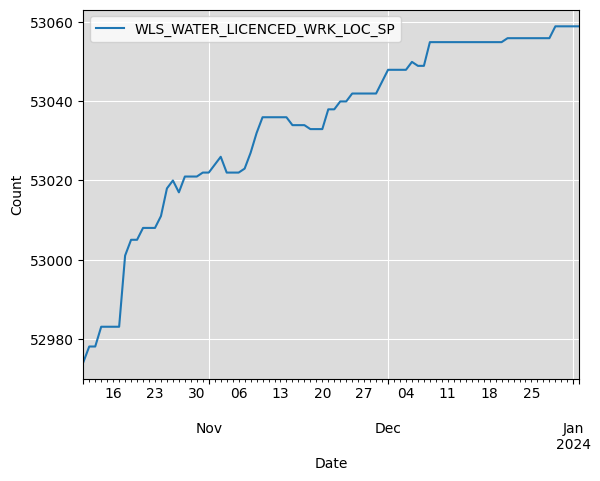 WLS_WATER_LICENCED_WRK_LOC_SP
53060
53040
53020
53000
52980
Count
16 23 30 06 13 20 27 04 11 18 25
Nov Dec Jan
2024
Date